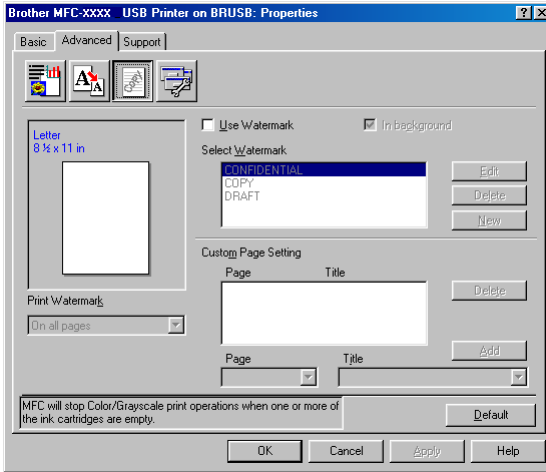 Brother MFC-XXXX USB Printer on BRUSB: Properties
Basic Advanced Support
Letter
8 ½ x 11 in
Use Watermark In background
Select Watermark
CONFIDENTIAL
COPY
DRAFT
Edit
Delete
New
Custom Page Setting
Page Title
Delete
Print Watermark
On all pages
Add
Page Title
MFC will stop Color/Grayscale print operations when one or more of
the ink cartridges are empty.
Default
OK Cancel Apply Help